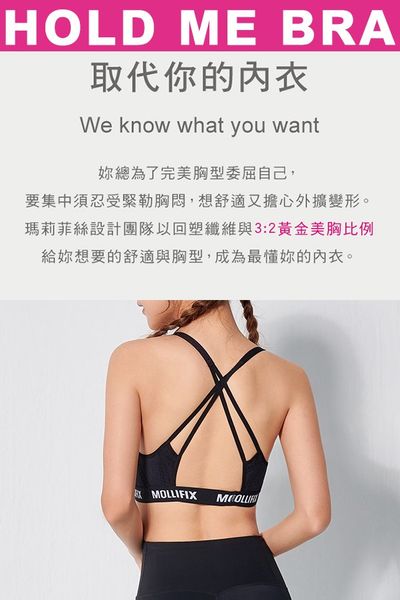 HOLD ME BRA
取代你的內衣
We know what you want
妳總為了完美胸型委屈自己，
要集中須忍受緊勒胸悶，想舒適又擔心外擴變形。
瑪莉菲絲設計團隊以回塑纖維與3:2黃金美胸比例
給妳想要的舒適與胸型，成為最懂妳的內衣。
MOLLIFIX MOLLIFIX